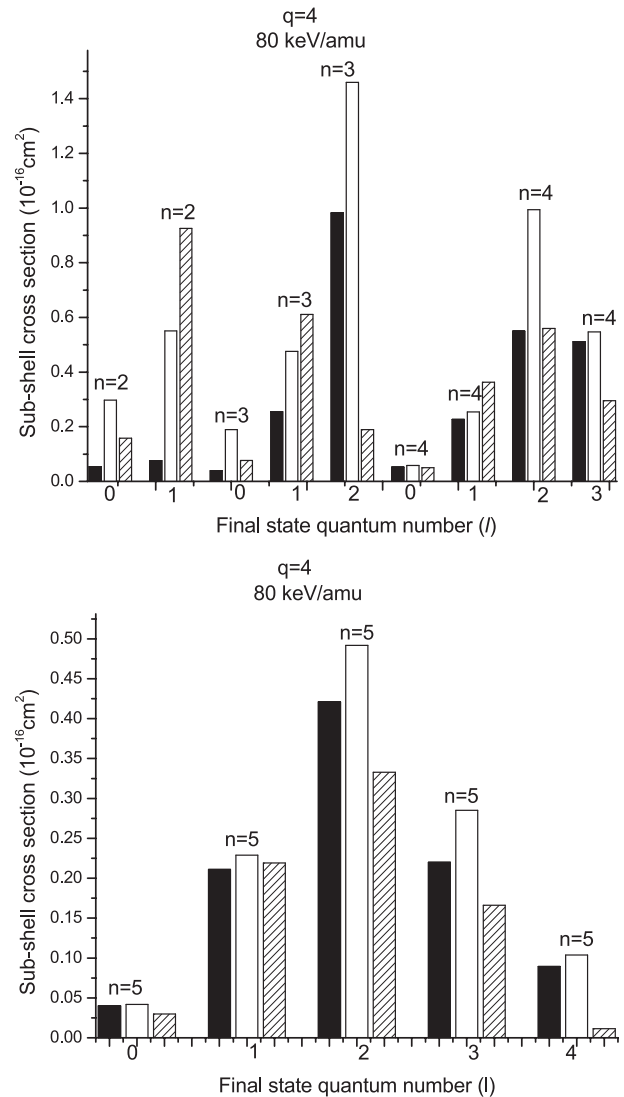 q=4
80 keV/amu
Sub-shell cross section (10⁻¹⁶cm²)
1.4
1.2
1.0
0.8
0.6
0.4
0.2
0.0
n=2
n=2
n=3
n=3
n=3
n=4
n=4
n=4
n=4
0 1 0 1 2 0 1 2 3
Final state quantum number (l)
q=4
80 keV/amu
Sub-shell cross section (10⁻¹⁶cm²)
0.50
0.45
0.40
0.35
0.30
0.25
0.20
0.15
0.10
0.05
0.00
n=5
n=5
n=5
n=5
n=5
0 1 2 3 4
Final state quantum number (l)